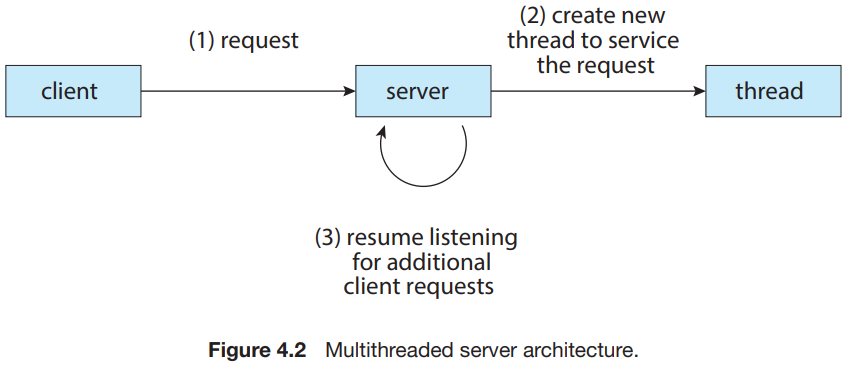 (1) request
(2) create new
thread to service
the request
client
server
thread
(3) resume listening
for additional
client requests
Figure 4.2 Multithreaded server architecture.